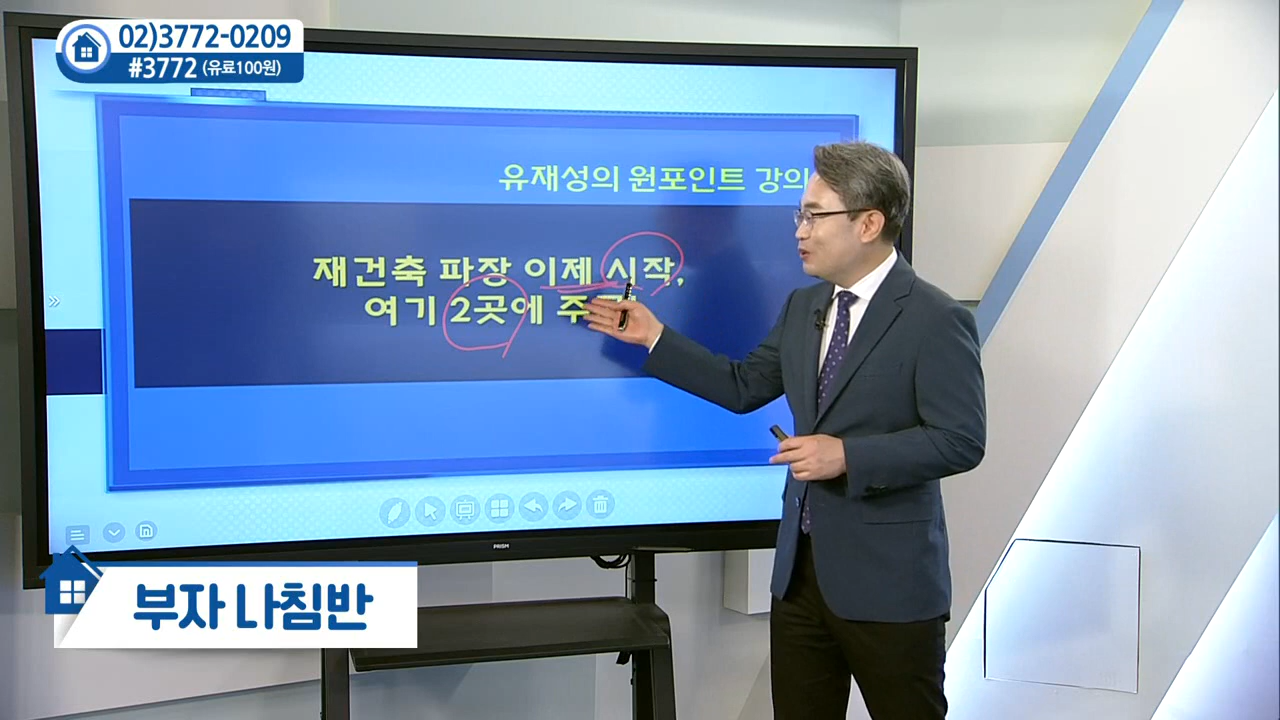 02)3772-0209
#3772 (유료100원)
유재성의 원포인트 강의
재건축 파장 이제 시작,
여기 2곳에
PRISM
부자 나침반